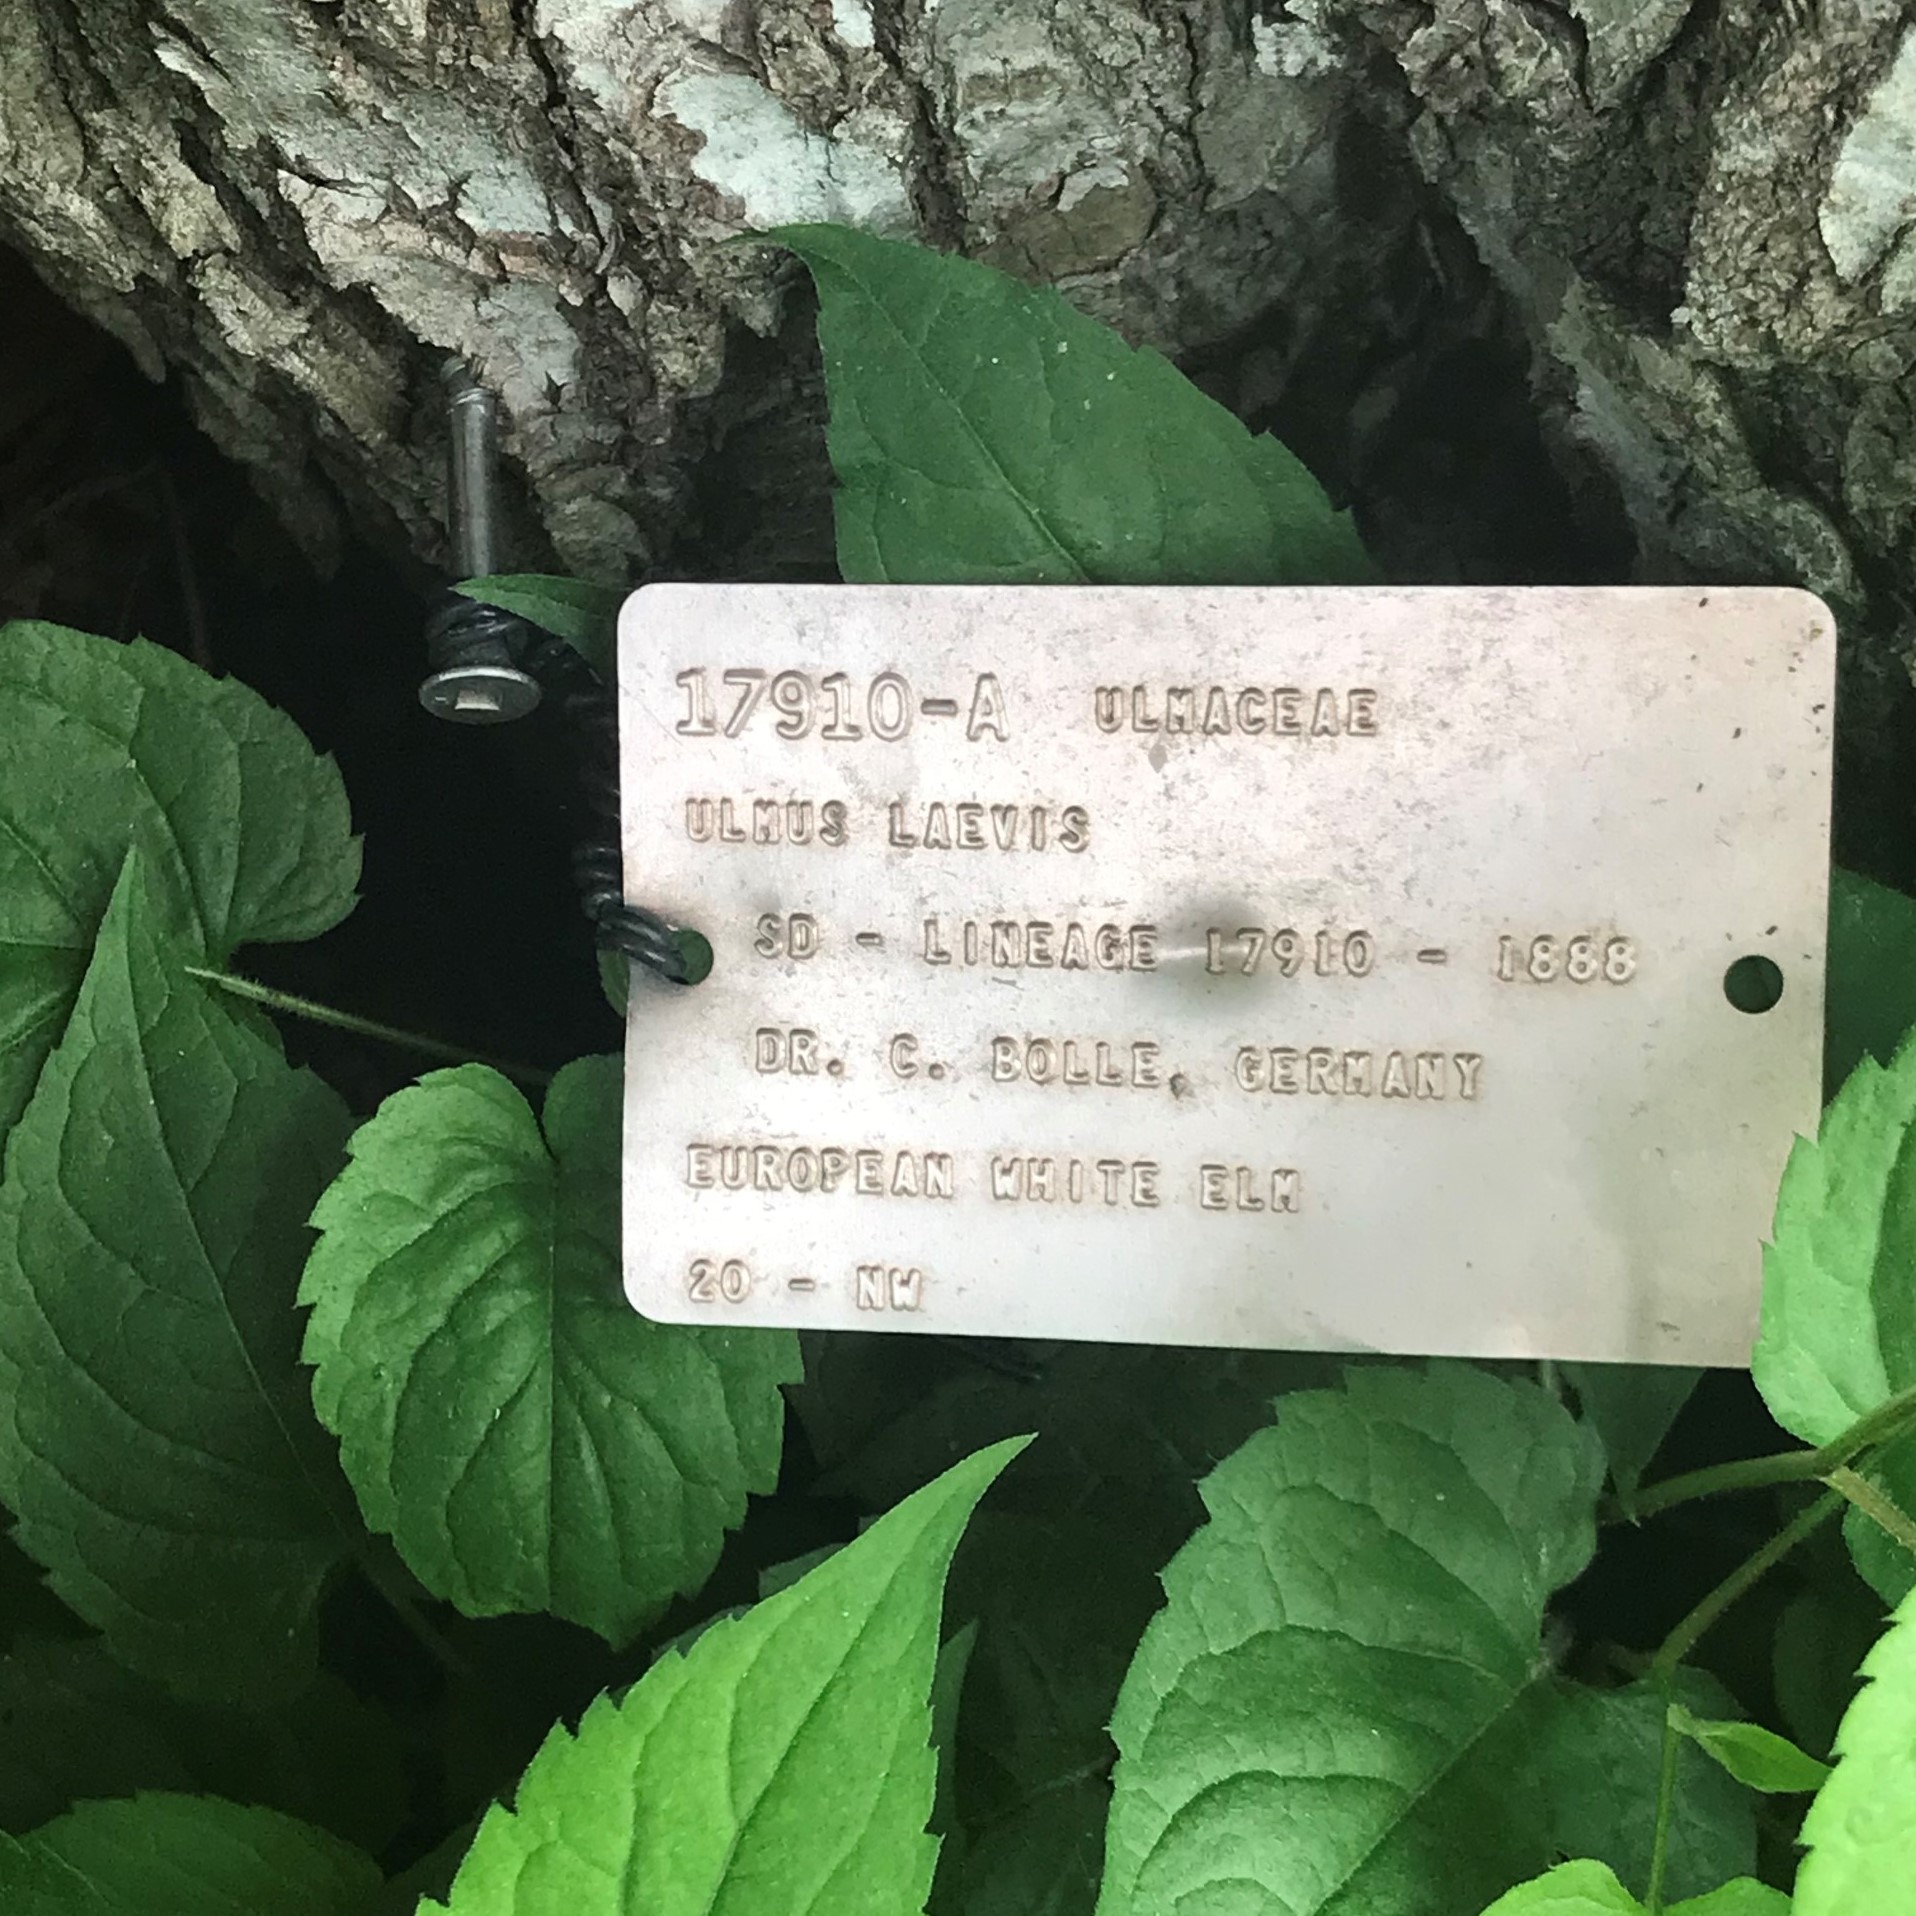 17910-A ULMACEAE
ULMUS LAEVIS
SD - LINEAGE 17910 - 1888
DR. C. BOLLE, GERMANY
EUROPEAN WHITE ELM
20 - NW